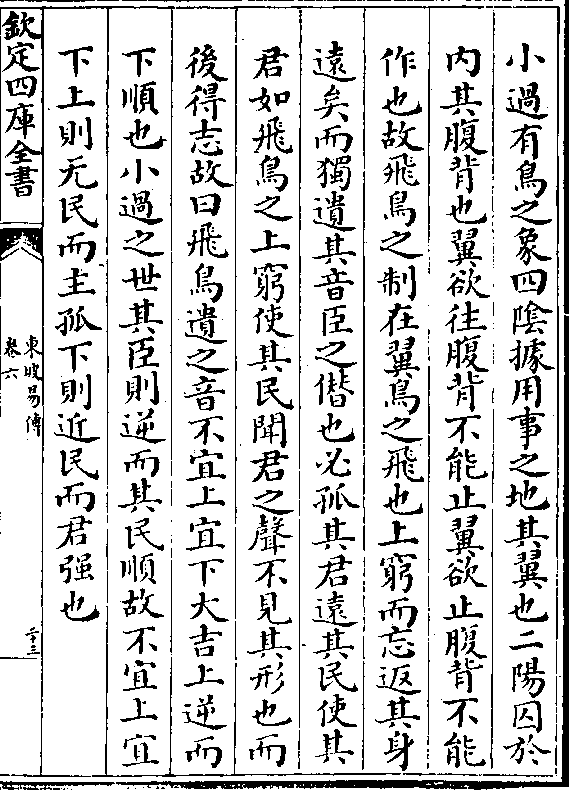 小過有鳥之象四陰據用事之地其翼也二陽囚於
内其腹背也翼欲往腹背不能止翼欲止腹背不能
作也故飛鳥之制在翼鳥之飛也上窮而忘返其身
遠矣而獨遺其音臣之僭也必孤其君遠其民使其
君如飛鳥之上窮使其民聞君之聲不見其形也而
後得志故曰飛鳥遺之音不宜上宜下大吉上逆而
下順也小過之世其臣則逆而其民順故不宜上宜
下上則无民而主孤下則近民而君强也
欽定四庫全書
東坡易傳
卷六
二十三